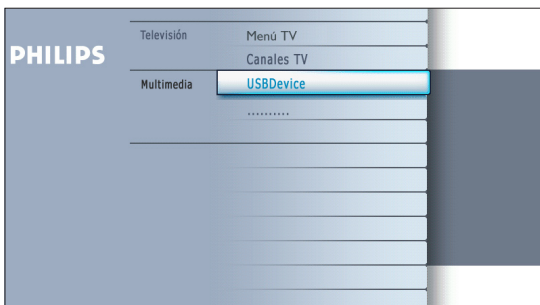 PHILIPS
Televisión Menú TV
Canales TV
Multimedia USBDevice
..........